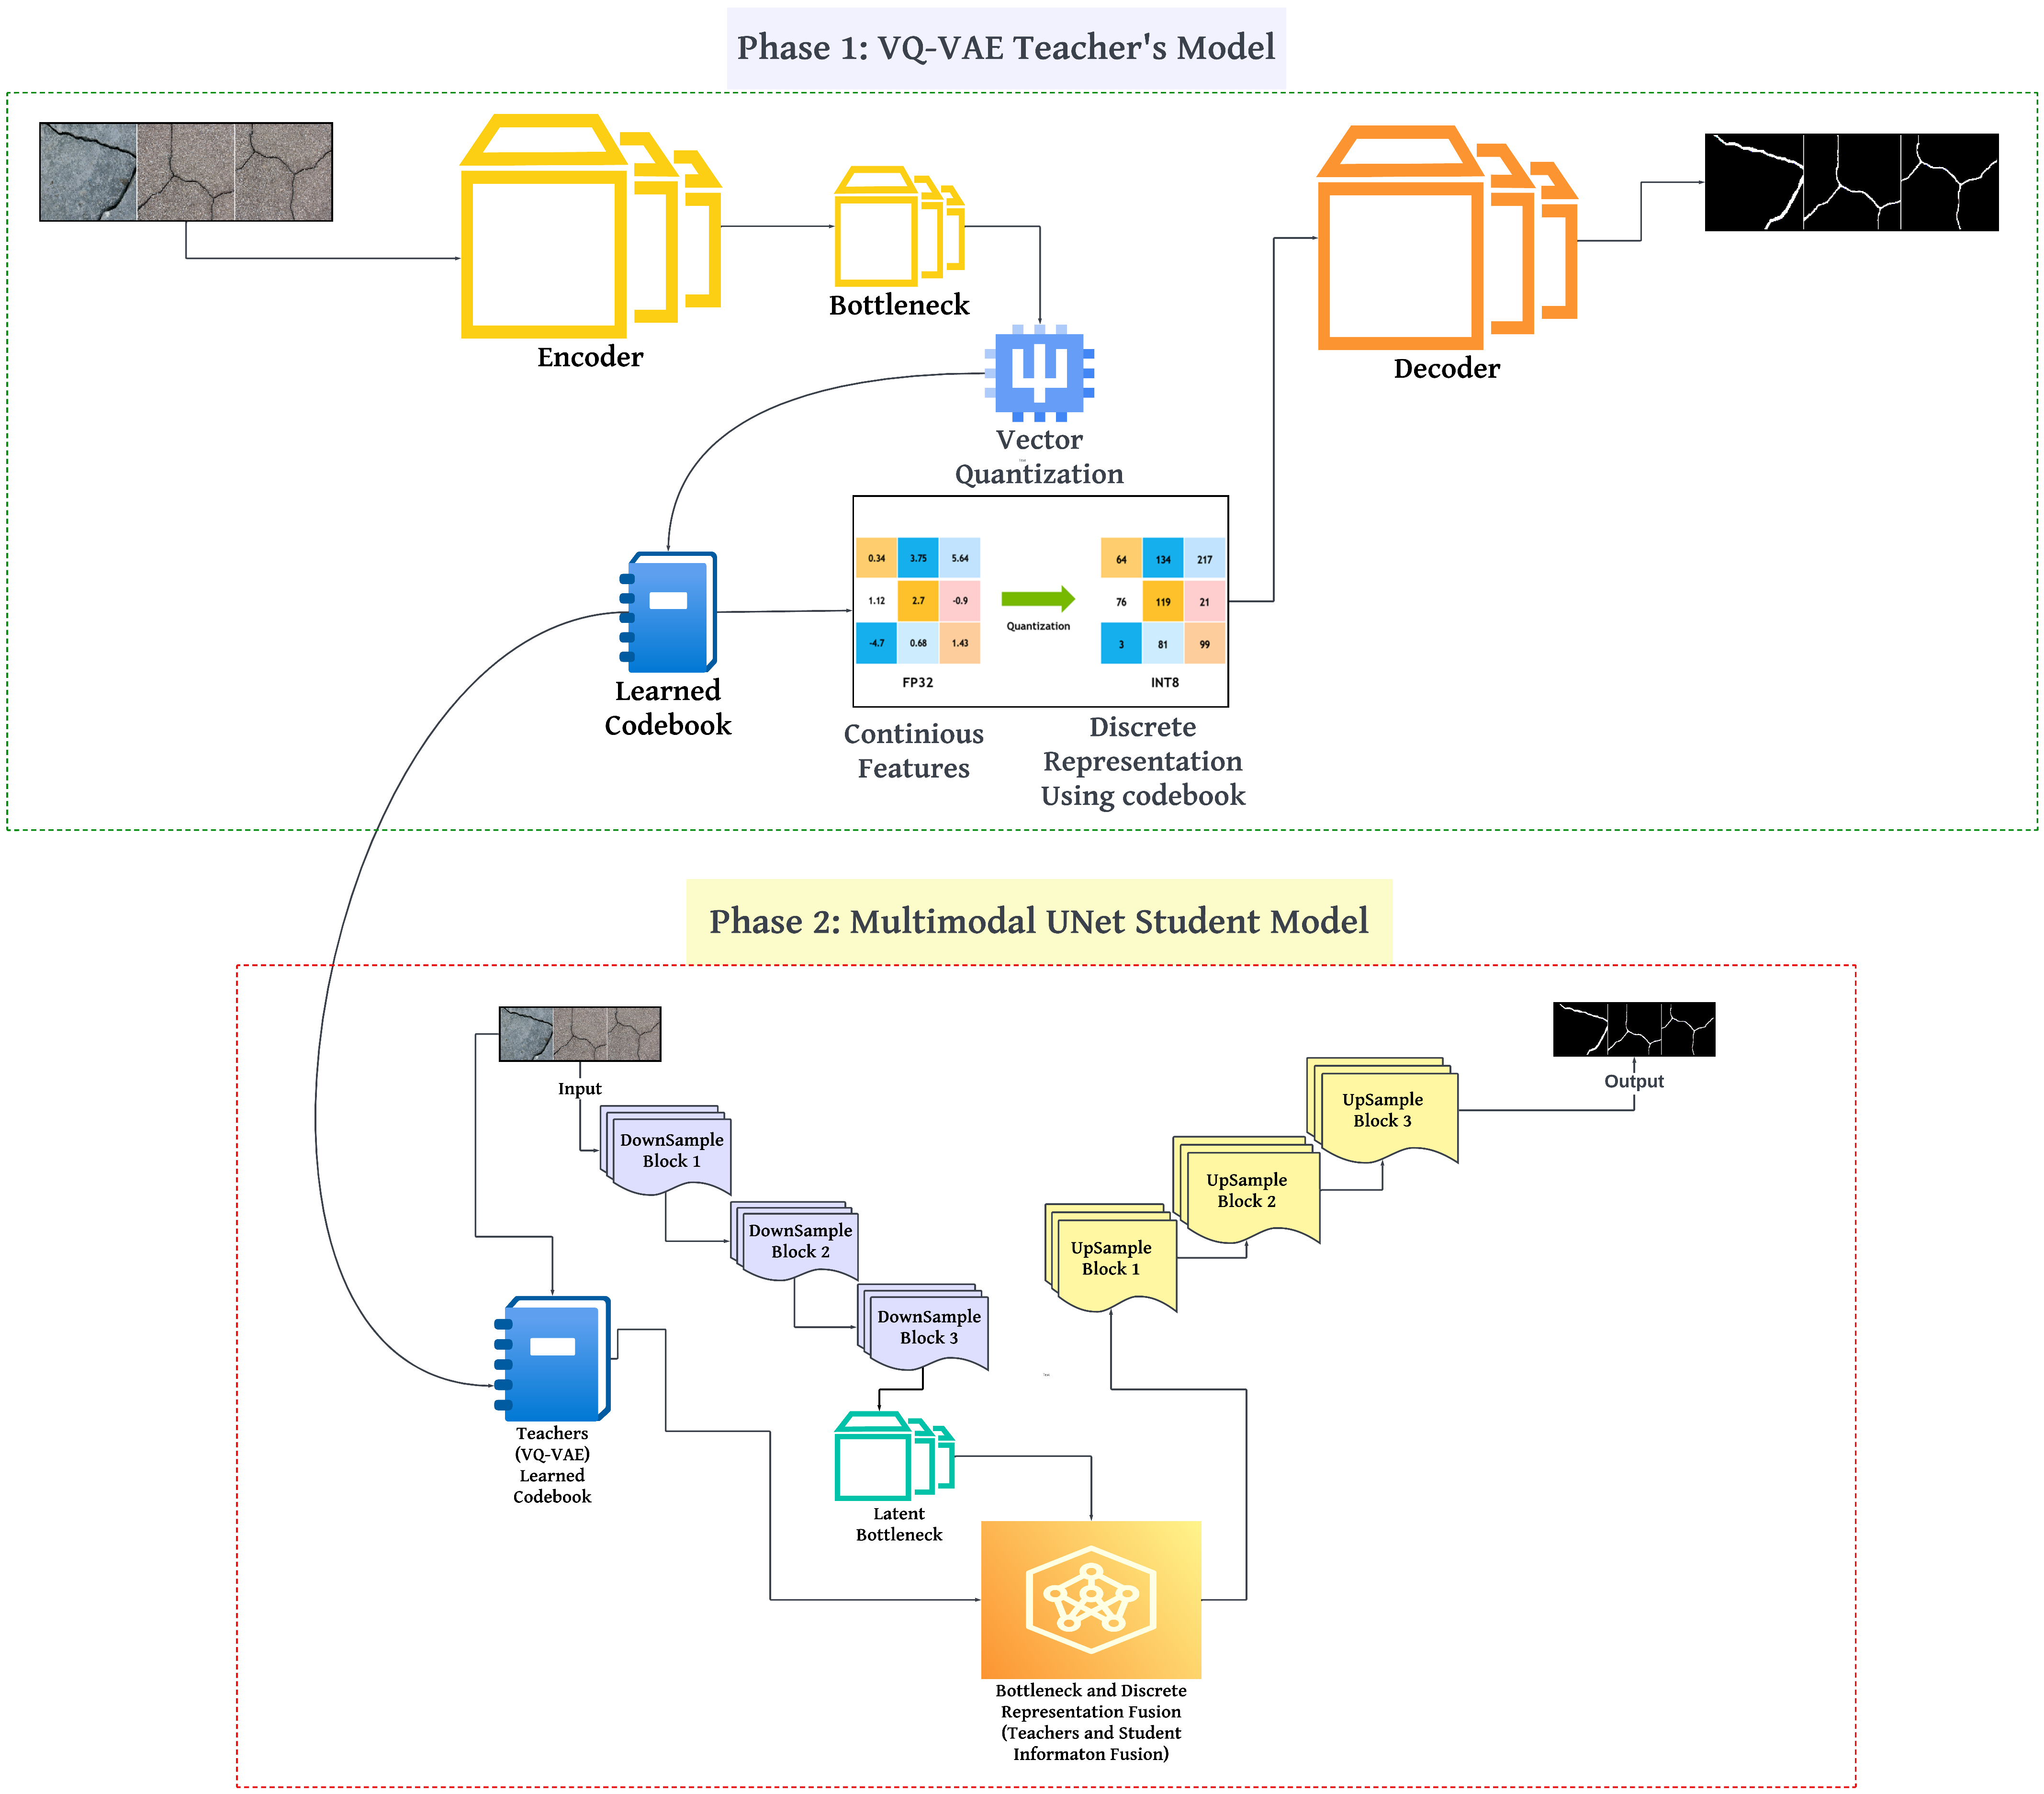 Phase 1: VQ-VAE Teacher's Model
Encoder
Bottleneck
Decoder
Vector
Quantization
0.34 3.75 5.64
1.12 2.7 -0.9
-4.7 0.68 1.43
FP32
Quantization
64 134 217
76 119 21
3 81 99
INT8
Learned
Codebook
Continious
Features
Discrete
Representation
Using codebook
Phase 2: Multimodal UNet Student Model
Input
DownSample
Block 1
DownSample
Block 2
DownSample
Block 3
Teachers
(VQ-VAE)
Learned
Codebook
Latent
Bottleneck
Bottleneck and Discrete
Representation Fusion
(Teachers and Student
Informaton Fusion)
UpSample
Block 1
UpSample
Block 2
UpSample
Block 3
Output